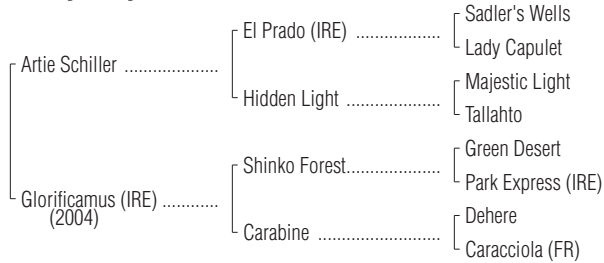 Sadler's Wells
El Prado (IRE) ..................
Lady Capulet
Artie Schiller ....................
Majestic Light
Hidden Light ....................
Tallahto
Green Desert
Shinko Forest....................
Park Express (IRE)
Glorificamus (IRE) ............
(2004)
Dehere
Carabine .........................
Caracciola (FR)